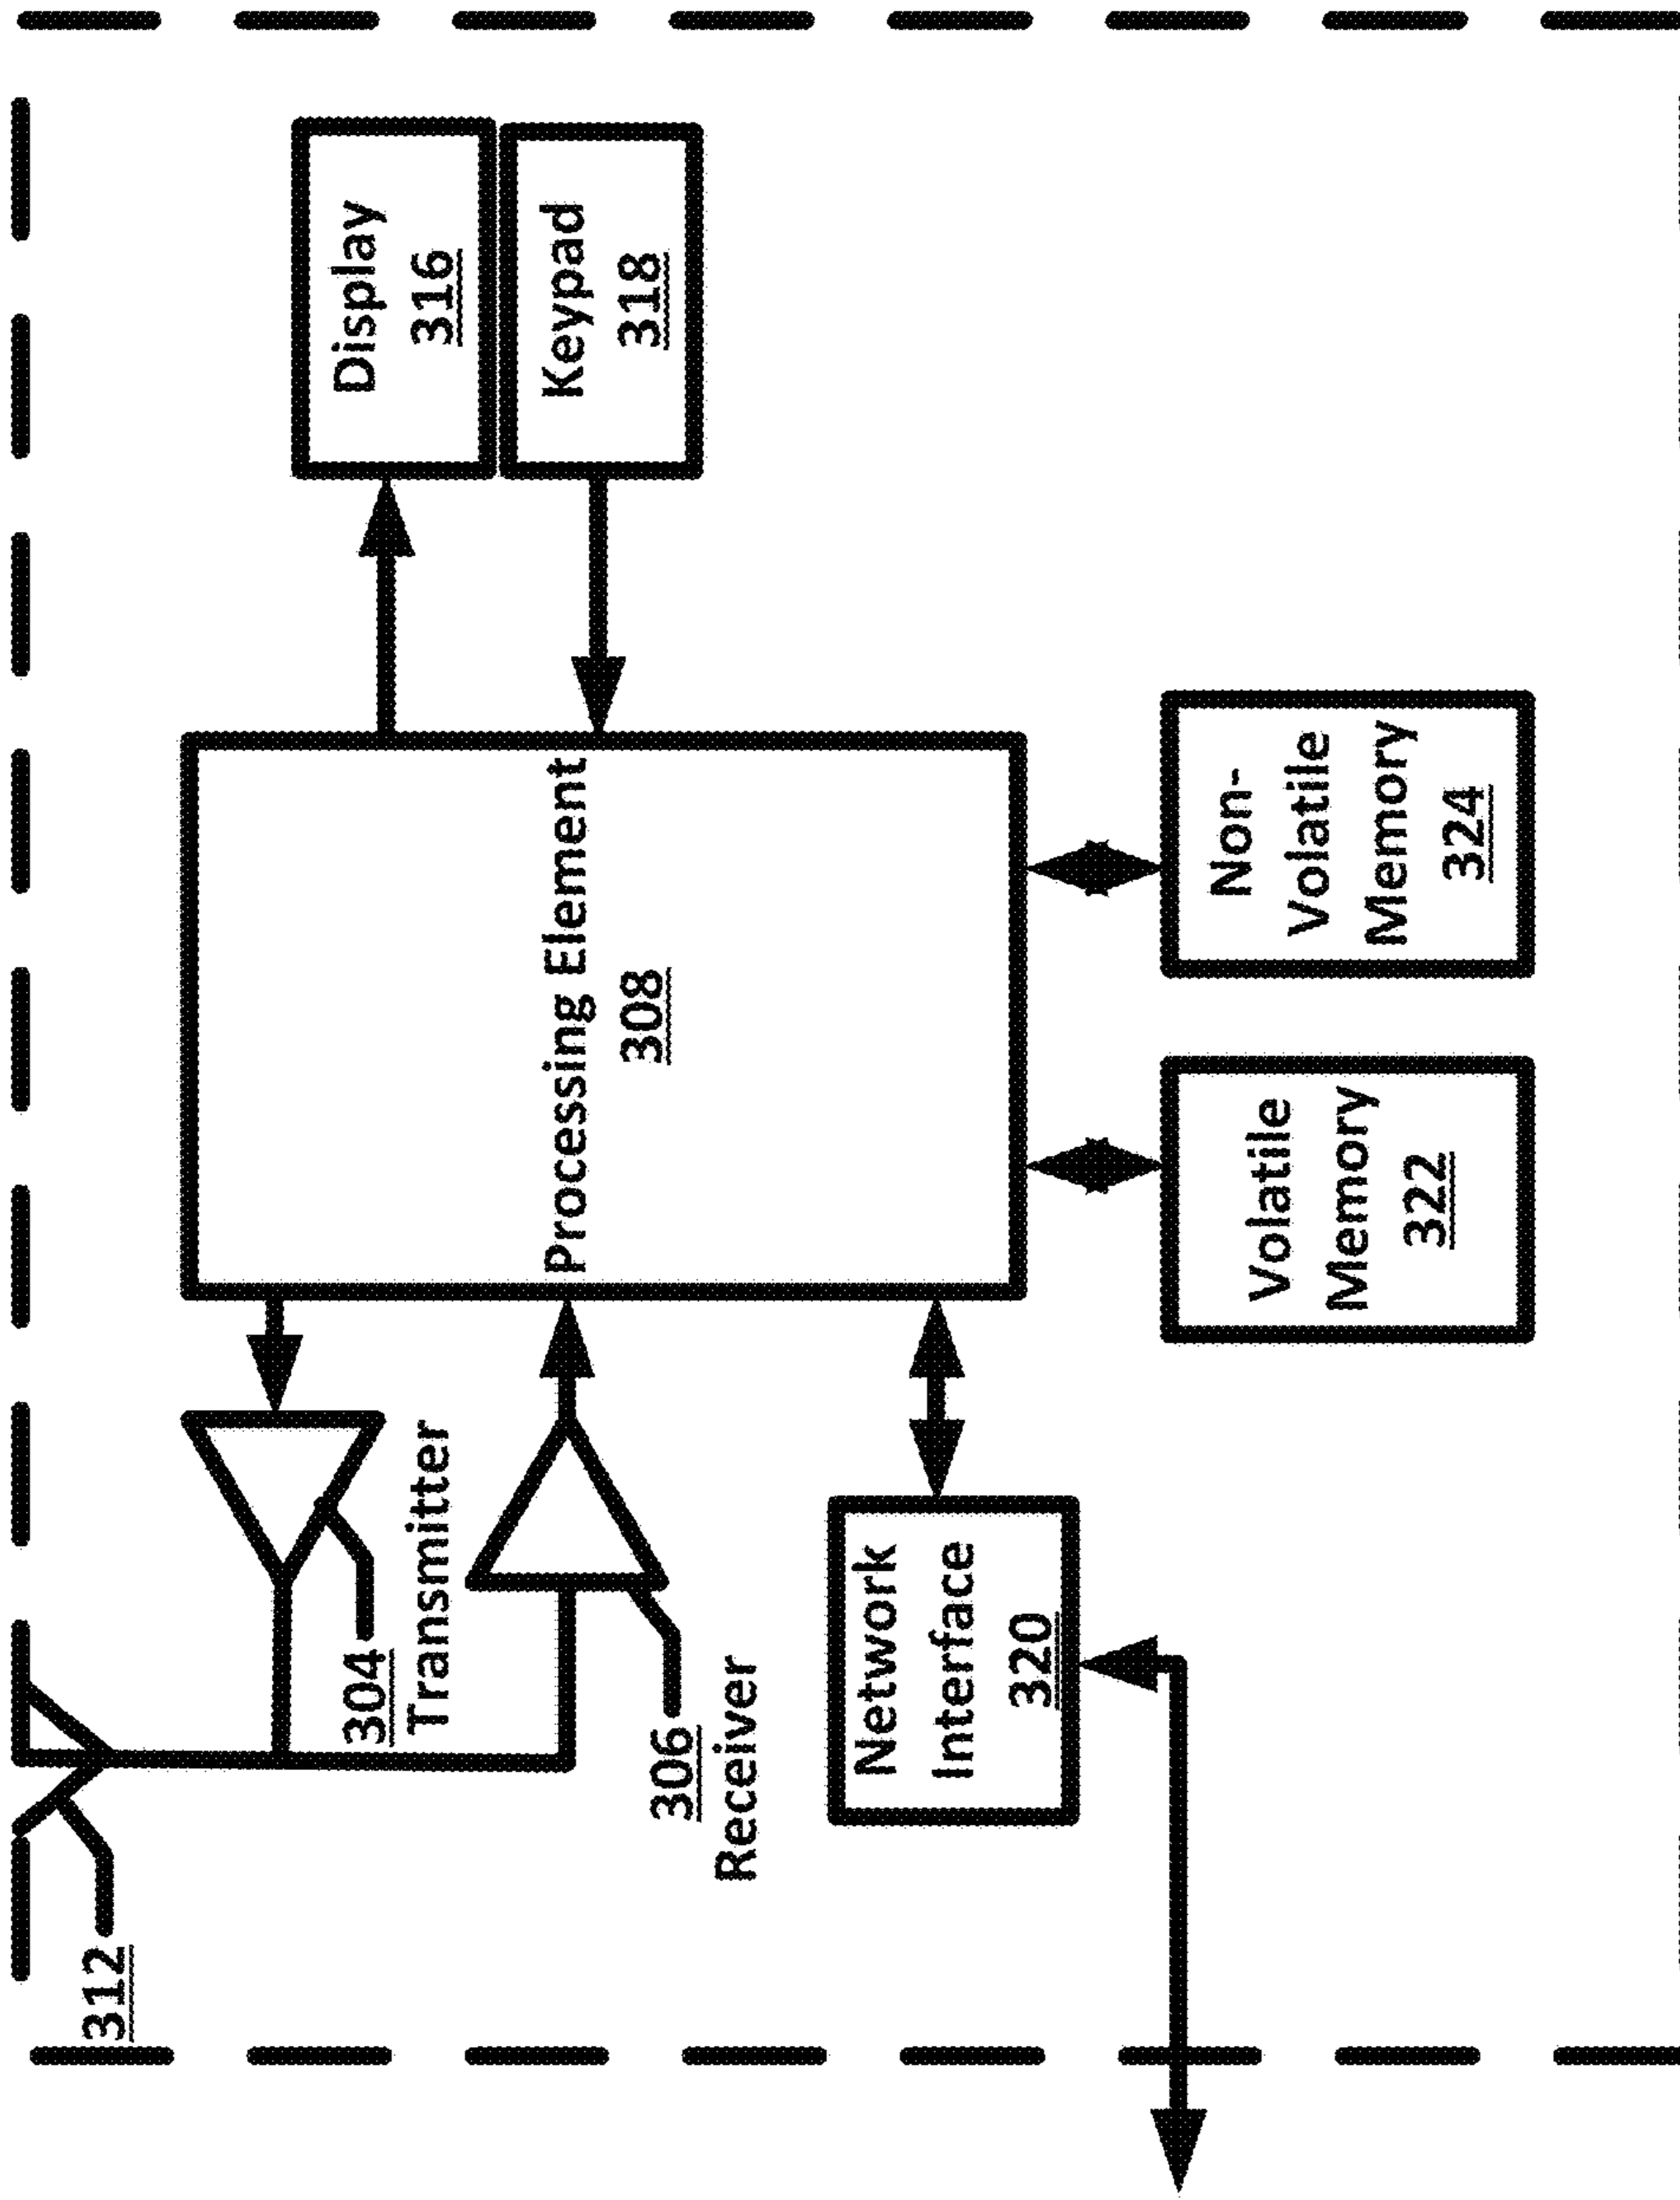 312
304
Transmitter
306
Receiver
Network
Interface
320
Processing Element
308
Display
316
Keypad
318
Volatile
Memory
322
Non-
Volatile
Memory
324